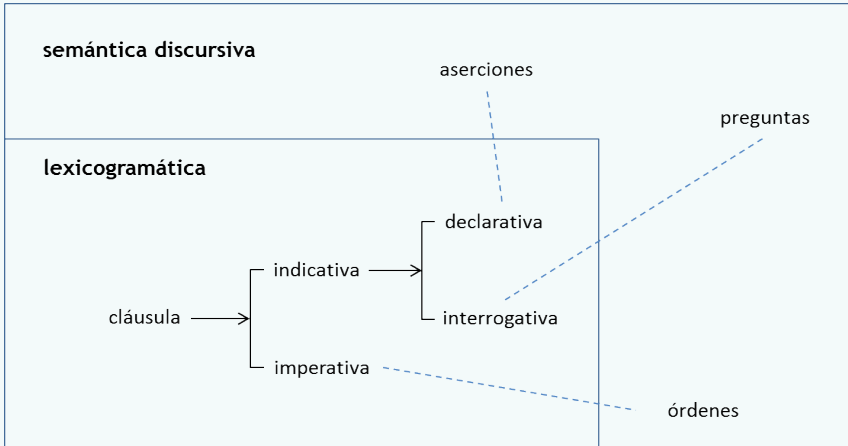 semántica discursiva
aserciones
preguntas
lexicogramática
declarativa
indicativa
cláusula
interrogativa
imperativa
órdenes